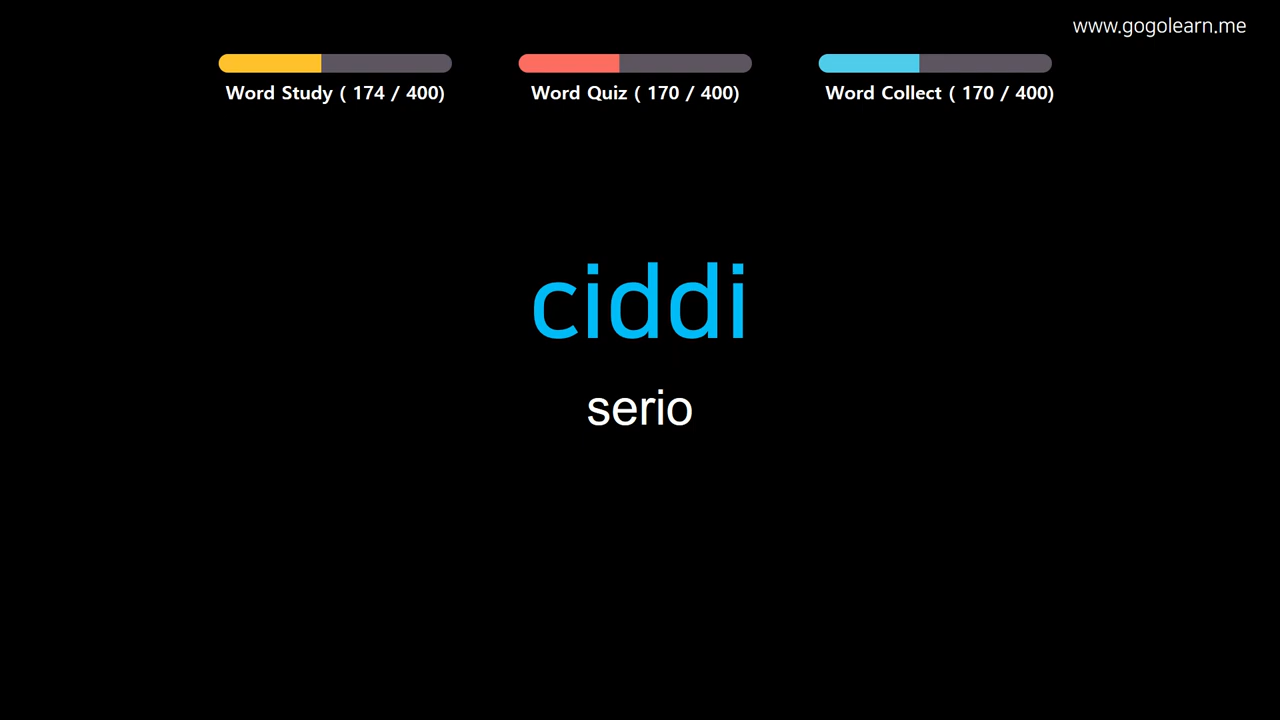 www.gogolearn.me
Word Study ( 174 / 400)
Word Quiz ( 170 / 400)
Word Collect ( 170 / 400)
ciddi
serio